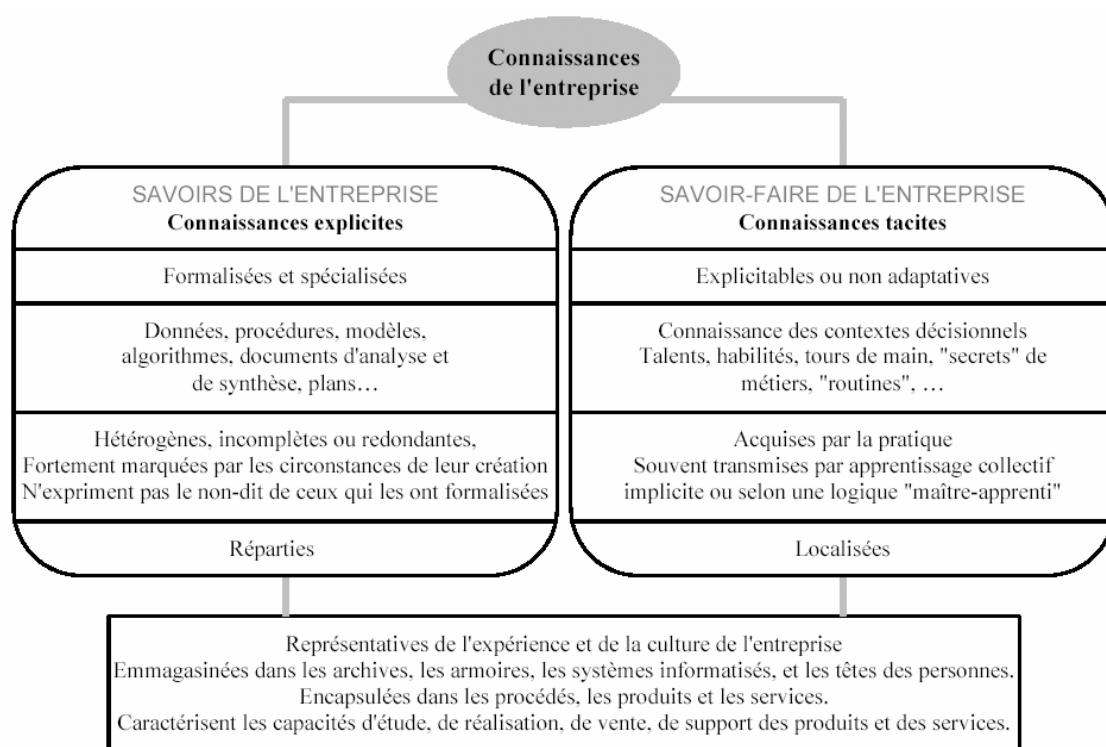 Connaissances
de l'entreprise
SAVOIRS DE L'ENTREPRISE
Connaissances explicites
Formalisées et spécialisées
Données, procédures, modèles,
algorithmes, documents d'analyse et
de synthèse, plans…
Hétérogènes, incomplètes ou redondantes,
Fortement marquées par les circonstances de leur création
N'expriment pas le non-dit de ceux qui les ont formalisées
Réparties
SAVOIR-FAIRE DE L'ENTREPRISE
Connaissances tacites
Explicitables ou non adaptatives
Connaissance des contextes décisionnels
Talents, habilités, tours de main, "secrets" de
métiers, "routines", …
Acquises par la pratique
Souvent transmises par apprentissage collectif
implicite ou selon une logique "maître-apprenti"
Localisées
Représentatives de l'expérience et de la culture de l'entreprise
Emmagasinées dans les archives, les armoires, les systèmes informatisés, et les têtes des personnes.
Encapsulées dans les procédés, les produits et les services.
Caractérisent les capacités d'étude, de réalisation, de vente, de support des produits et des services.